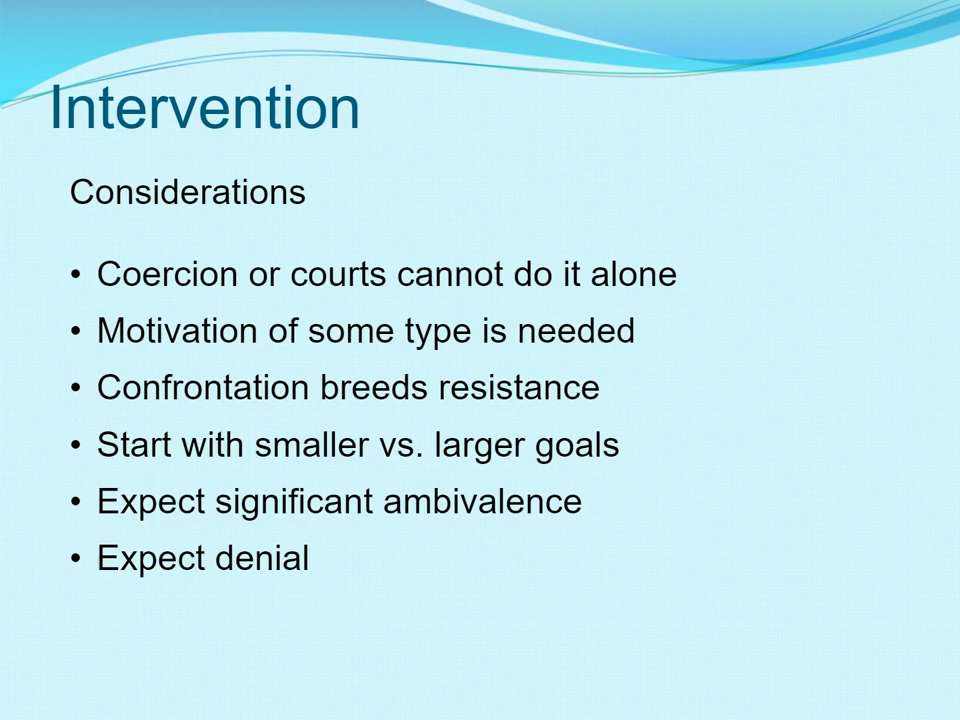 Intervention
Considerations
• Coercion or courts cannot do it alone
• Motivation of some type is needed
• Confrontation breeds resistance
• Start with smaller vs. larger goals
• Expect significant ambivalence
• Expect denial